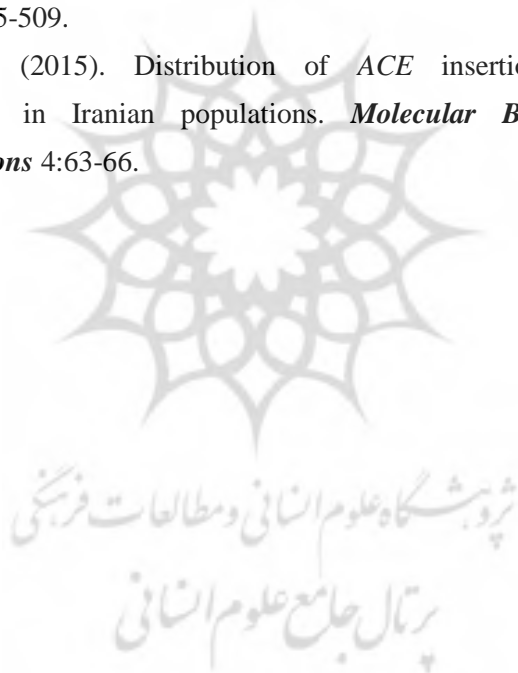 5-509.
(2015). Distribution of ACE insertio
in Iranian populations. Molecular B
ons 4:63-66.
پژوهشگاه علوم انسانی و مطالعات فرهنگی
پرتال جامع علوم انسانی